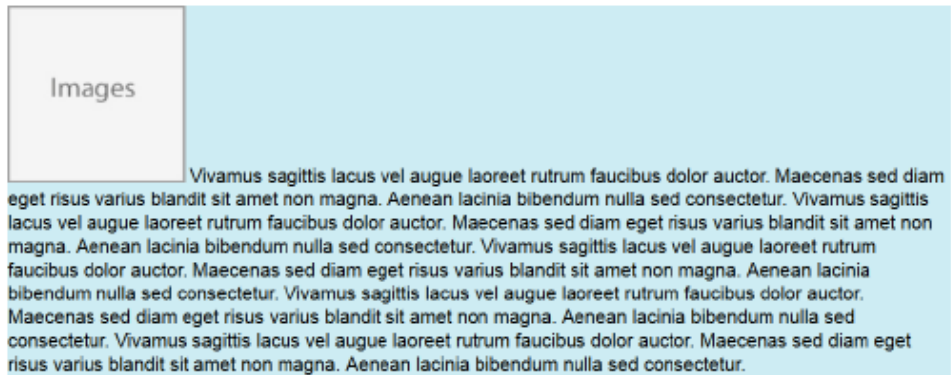 Images
Vivamus sagittis lacus vel augue laoreet rutrum faucibus dolor auctor. Maecenas sed diam
eget risus varius blandit sit amet non magna. Aenean lacinia bibendum nulla sed consectetur. Vivamus sagittis
lacus vel augue laoreet rutrum faucibus dolor auctor. Maecenas sed diam eget risus varius blandit sit amet non
magna. Aenean lacinia bibendum nulla sed consectetur. Vivamus sagittis lacus vel augue laoreet rutrum
faucibus dolor auctor. Maecenas sed diam eget risus varius blandit sit amet non magna. Aenean lacinia
bibendum nulla sed consectetur. Vivamus sagittis lacus vel augue laoreet rutrum faucibus dolor auctor.
Maecenas sed diam eget risus varius blandit sit amet non magna. Aenean lacinia bibendum nulla sed
consectetur. Vivamus sagittis lacus vel augue laoreet rutrum faucibus dolor auctor. Maecenas sed diam eget
risus varius blandit sit amet non magna. Aenean lacinia bibendum nulla sed consectetur.